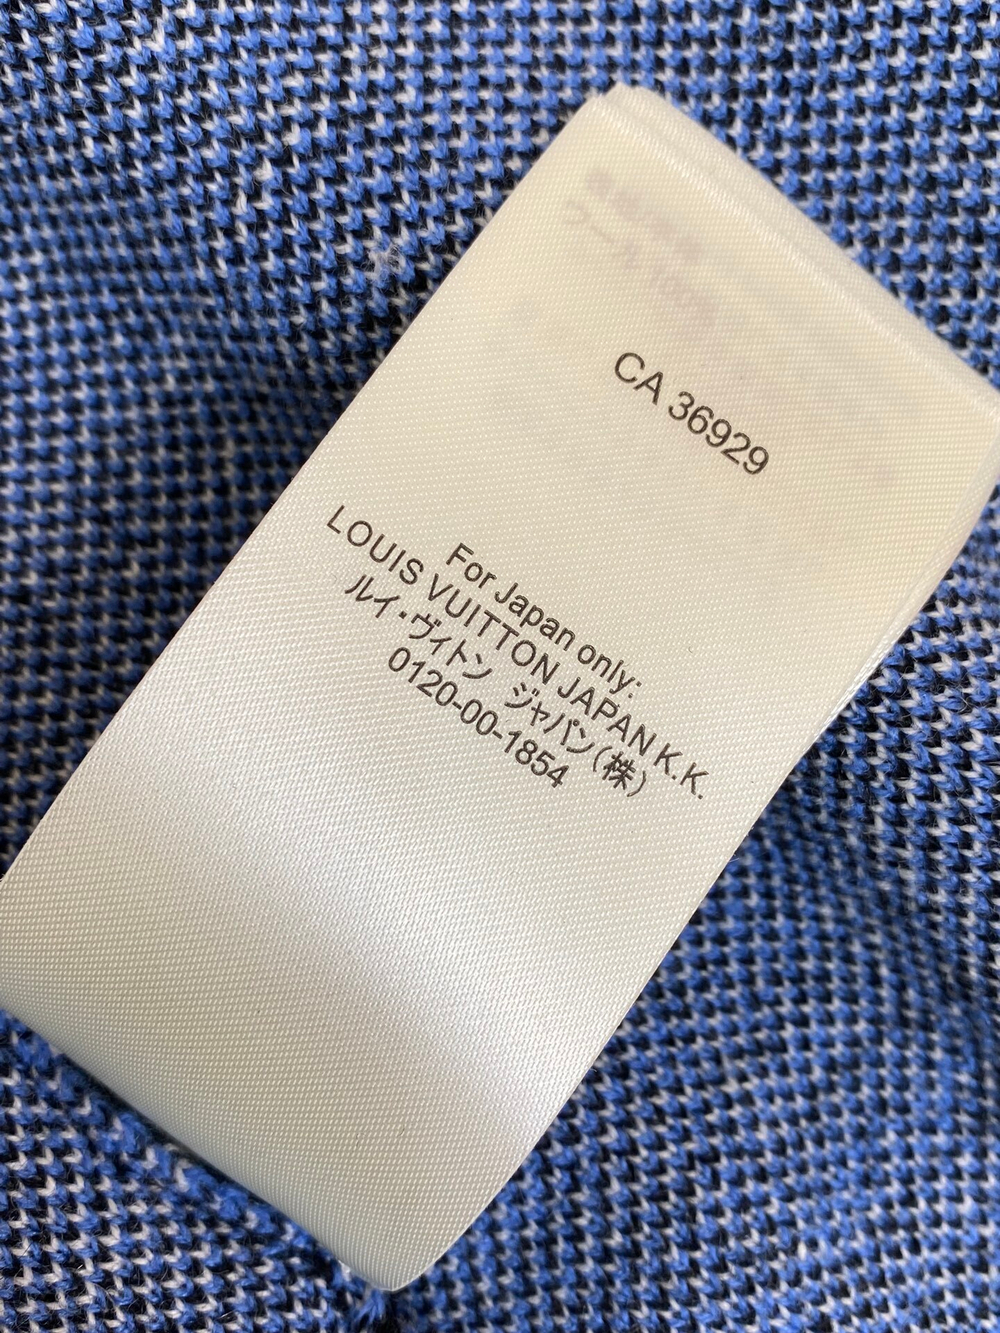 CA 36929
For Japan only:
LOUIS VUITTON JAPAN K.K.
ルイ・ヴィトン ジャパン(株)
0120-00-1854